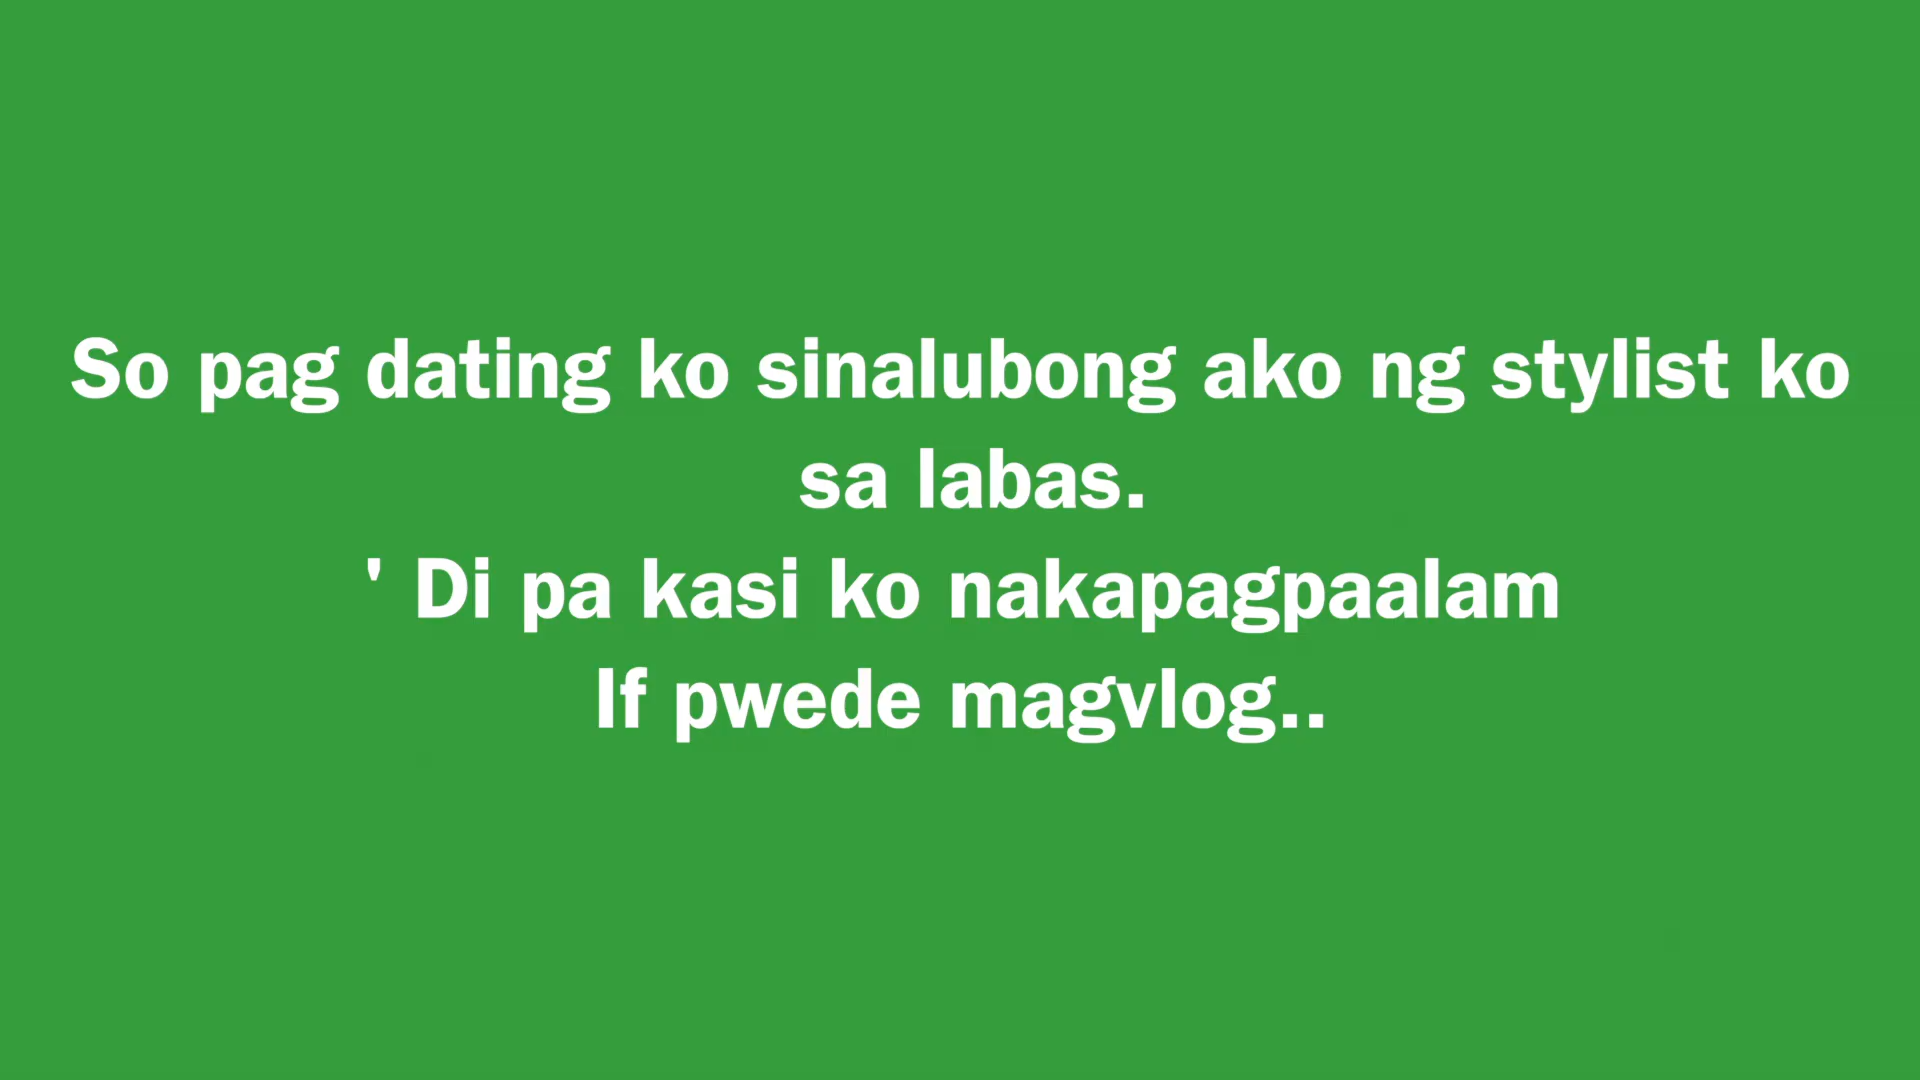 So pag dating ko sinalubong ako ng stylist ko
sa labas.
' Di pa kasi ko nakapagpaalam
If pwede magvlog..